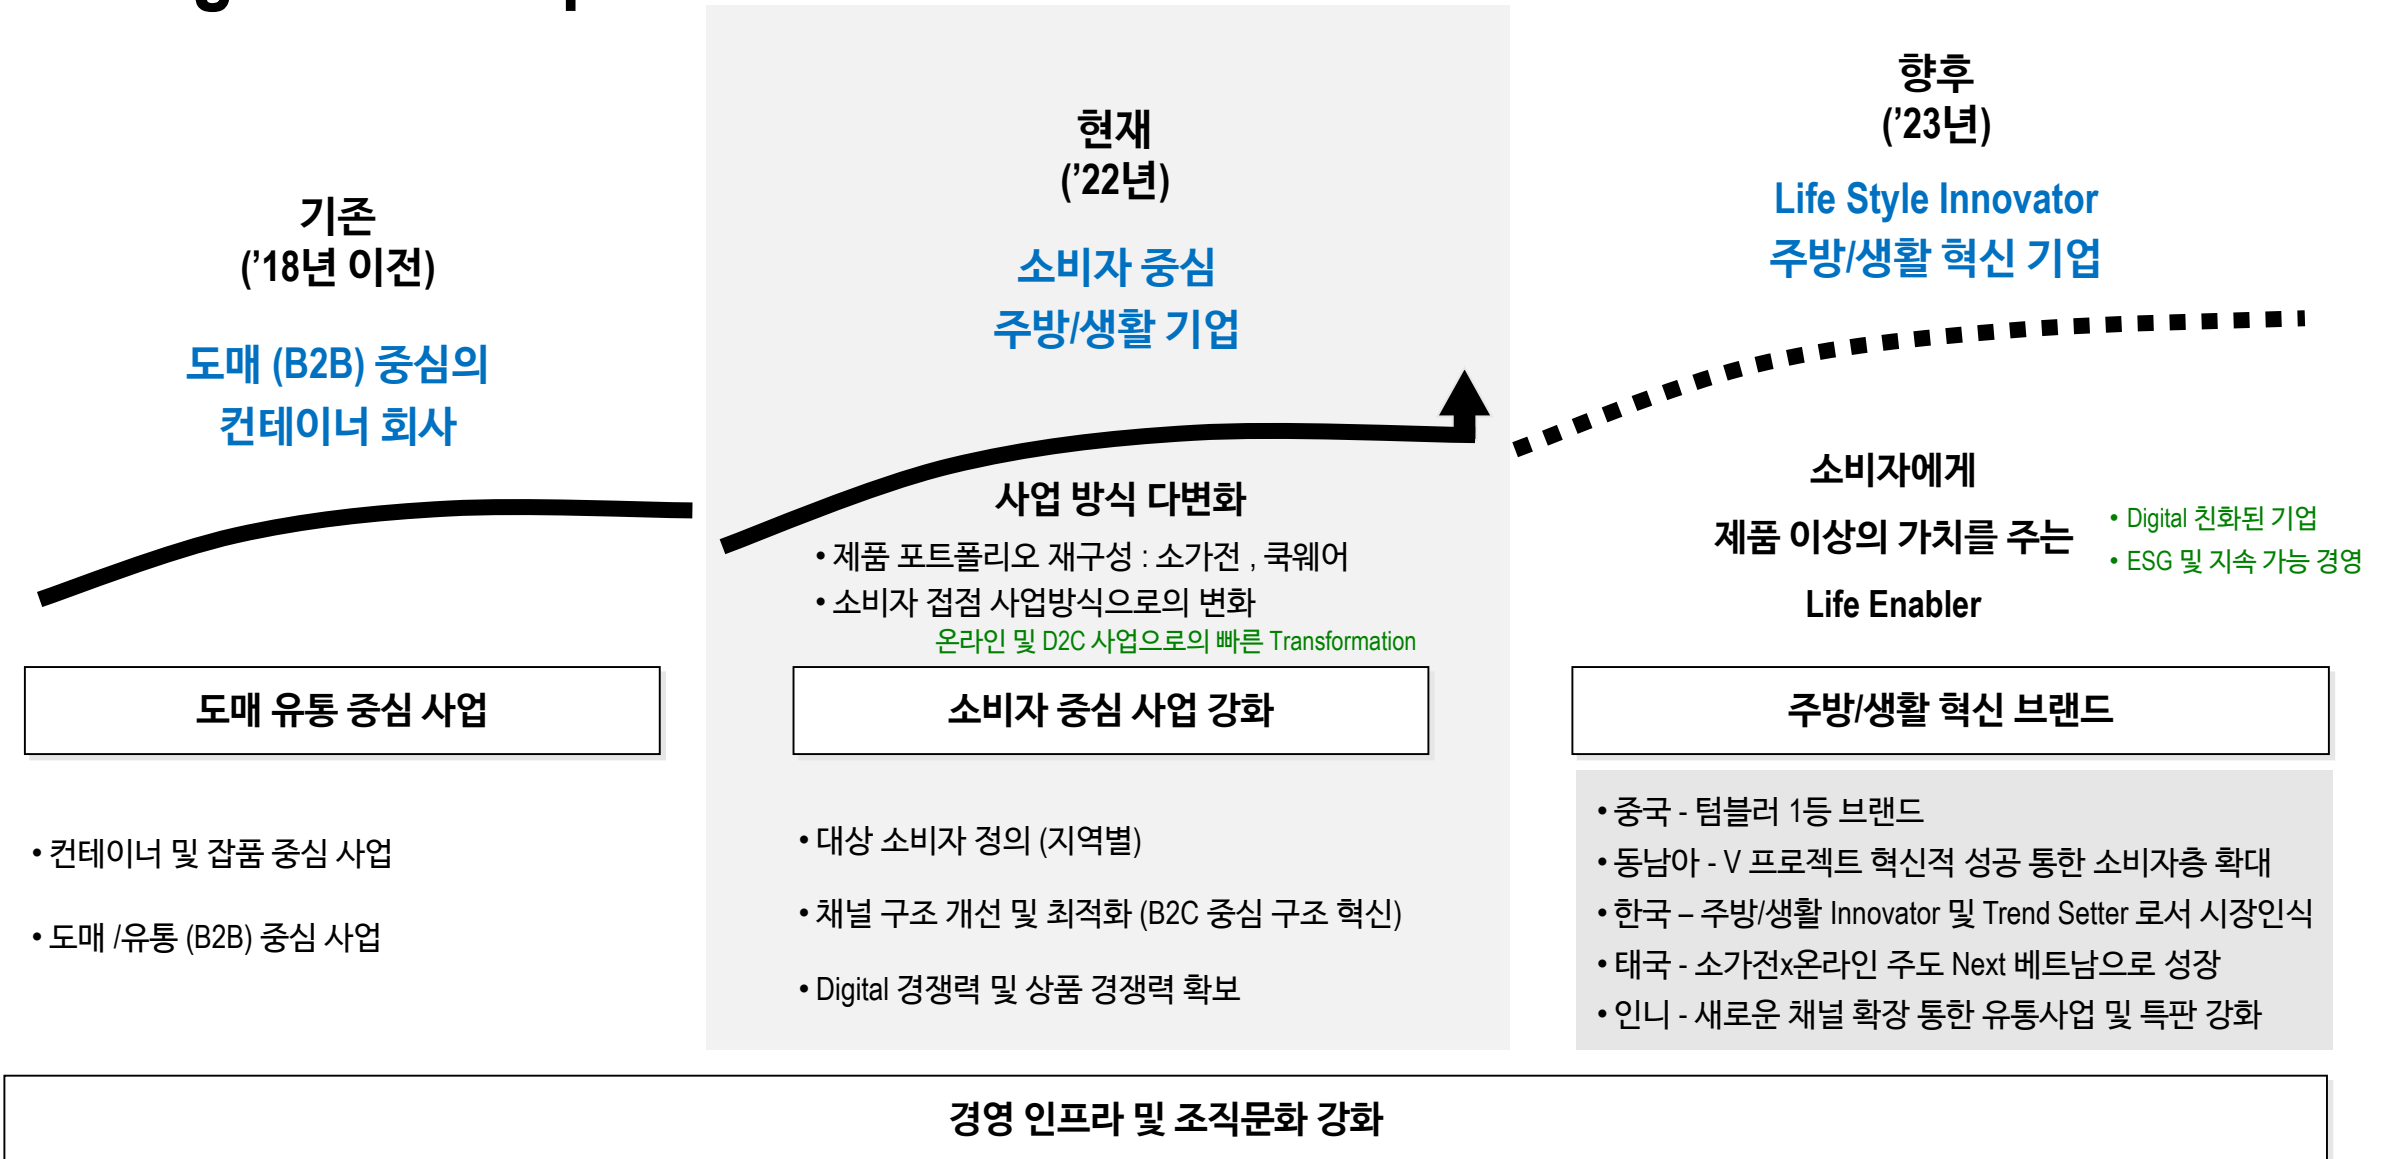 기존
(’18년 이전)
도매 (B2B) 중심의
컨테이너 회사
현재
(’22년)
소비자 중심
주방/생활 기업
향후
(’23년)
Life Style Innovator
주방/생활 혁신 기업
사업 방식 다변화
• 제품 포트폴리오 재구성 : 소가전 , 쿡웨어
• 소비자 접점 사업방식으로의 변화
온라인 및 D2C 사업으로의 빠른 Transformation
소비자에게
제품 이상의 가치를 주는
Life Enabler
• Digital 친화된 기업
• ESG 및 지속 가능 경영
도매 유통 중심 사업
• 컨테이너 및 잡품 중심 사업
• 도매 /유통 (B2B) 중심 사업
소비자 중심 사업 강화
• 대상 소비자 정의 (지역별)
• 채널 구조 개선 및 최적화 (B2C 중심 구조 혁신)
• Digital 경쟁력 및 상품 경쟁력 확보
주방/생활 혁신 브랜드
• 중국 - 텀블러 1등 브랜드
• 동남아 - V 프로젝트 혁신적 성공 통한 소비자층 확대
• 한국 – 주방/생활 Innovator 및 Trend Setter 로서 시장인식
• 태국 - 소가전x온라인 주도 Next 베트남으로 성장
• 인니 - 새로운 채널 확장 통한 유통사업 및 특판 강화
경영 인프라 및 조직문화 강화